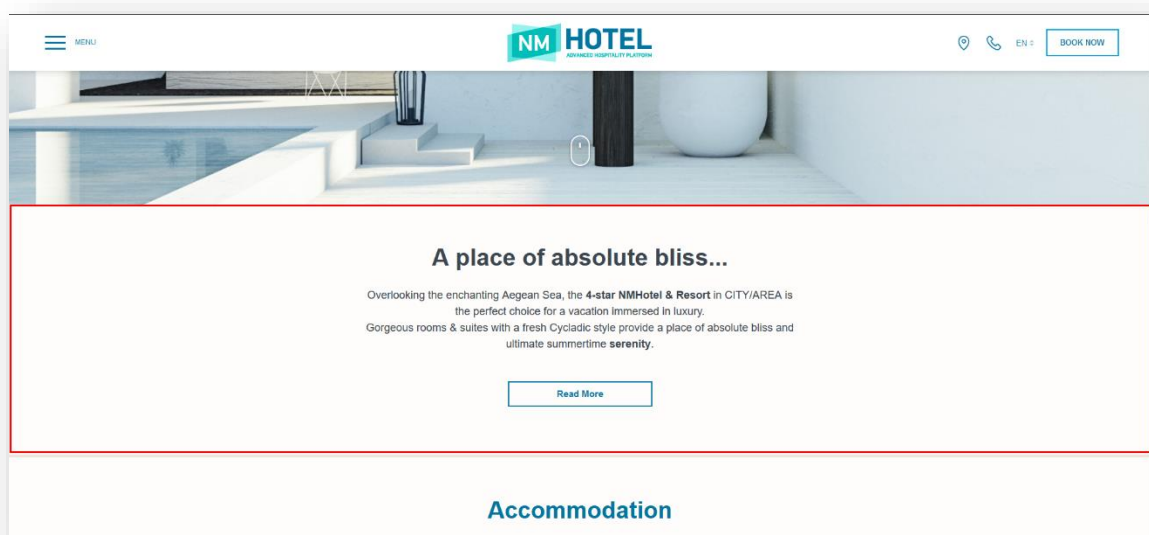 MENU
NM HOTEL
ADVANCED HOSPITALITY PLATFORM
EN
BOOK NOW
A place of absolute bliss...
Overlooking the enchanting Aegean Sea, the 4-star NMHotel & Resort in CITY/AREA is
the perfect choice for a vacation immersed in luxury.
Gorgeous rooms & suites with a fresh Cycladic style provide a place of absolute bliss and
ultimate summertime serenity.
Read More
Accommodation